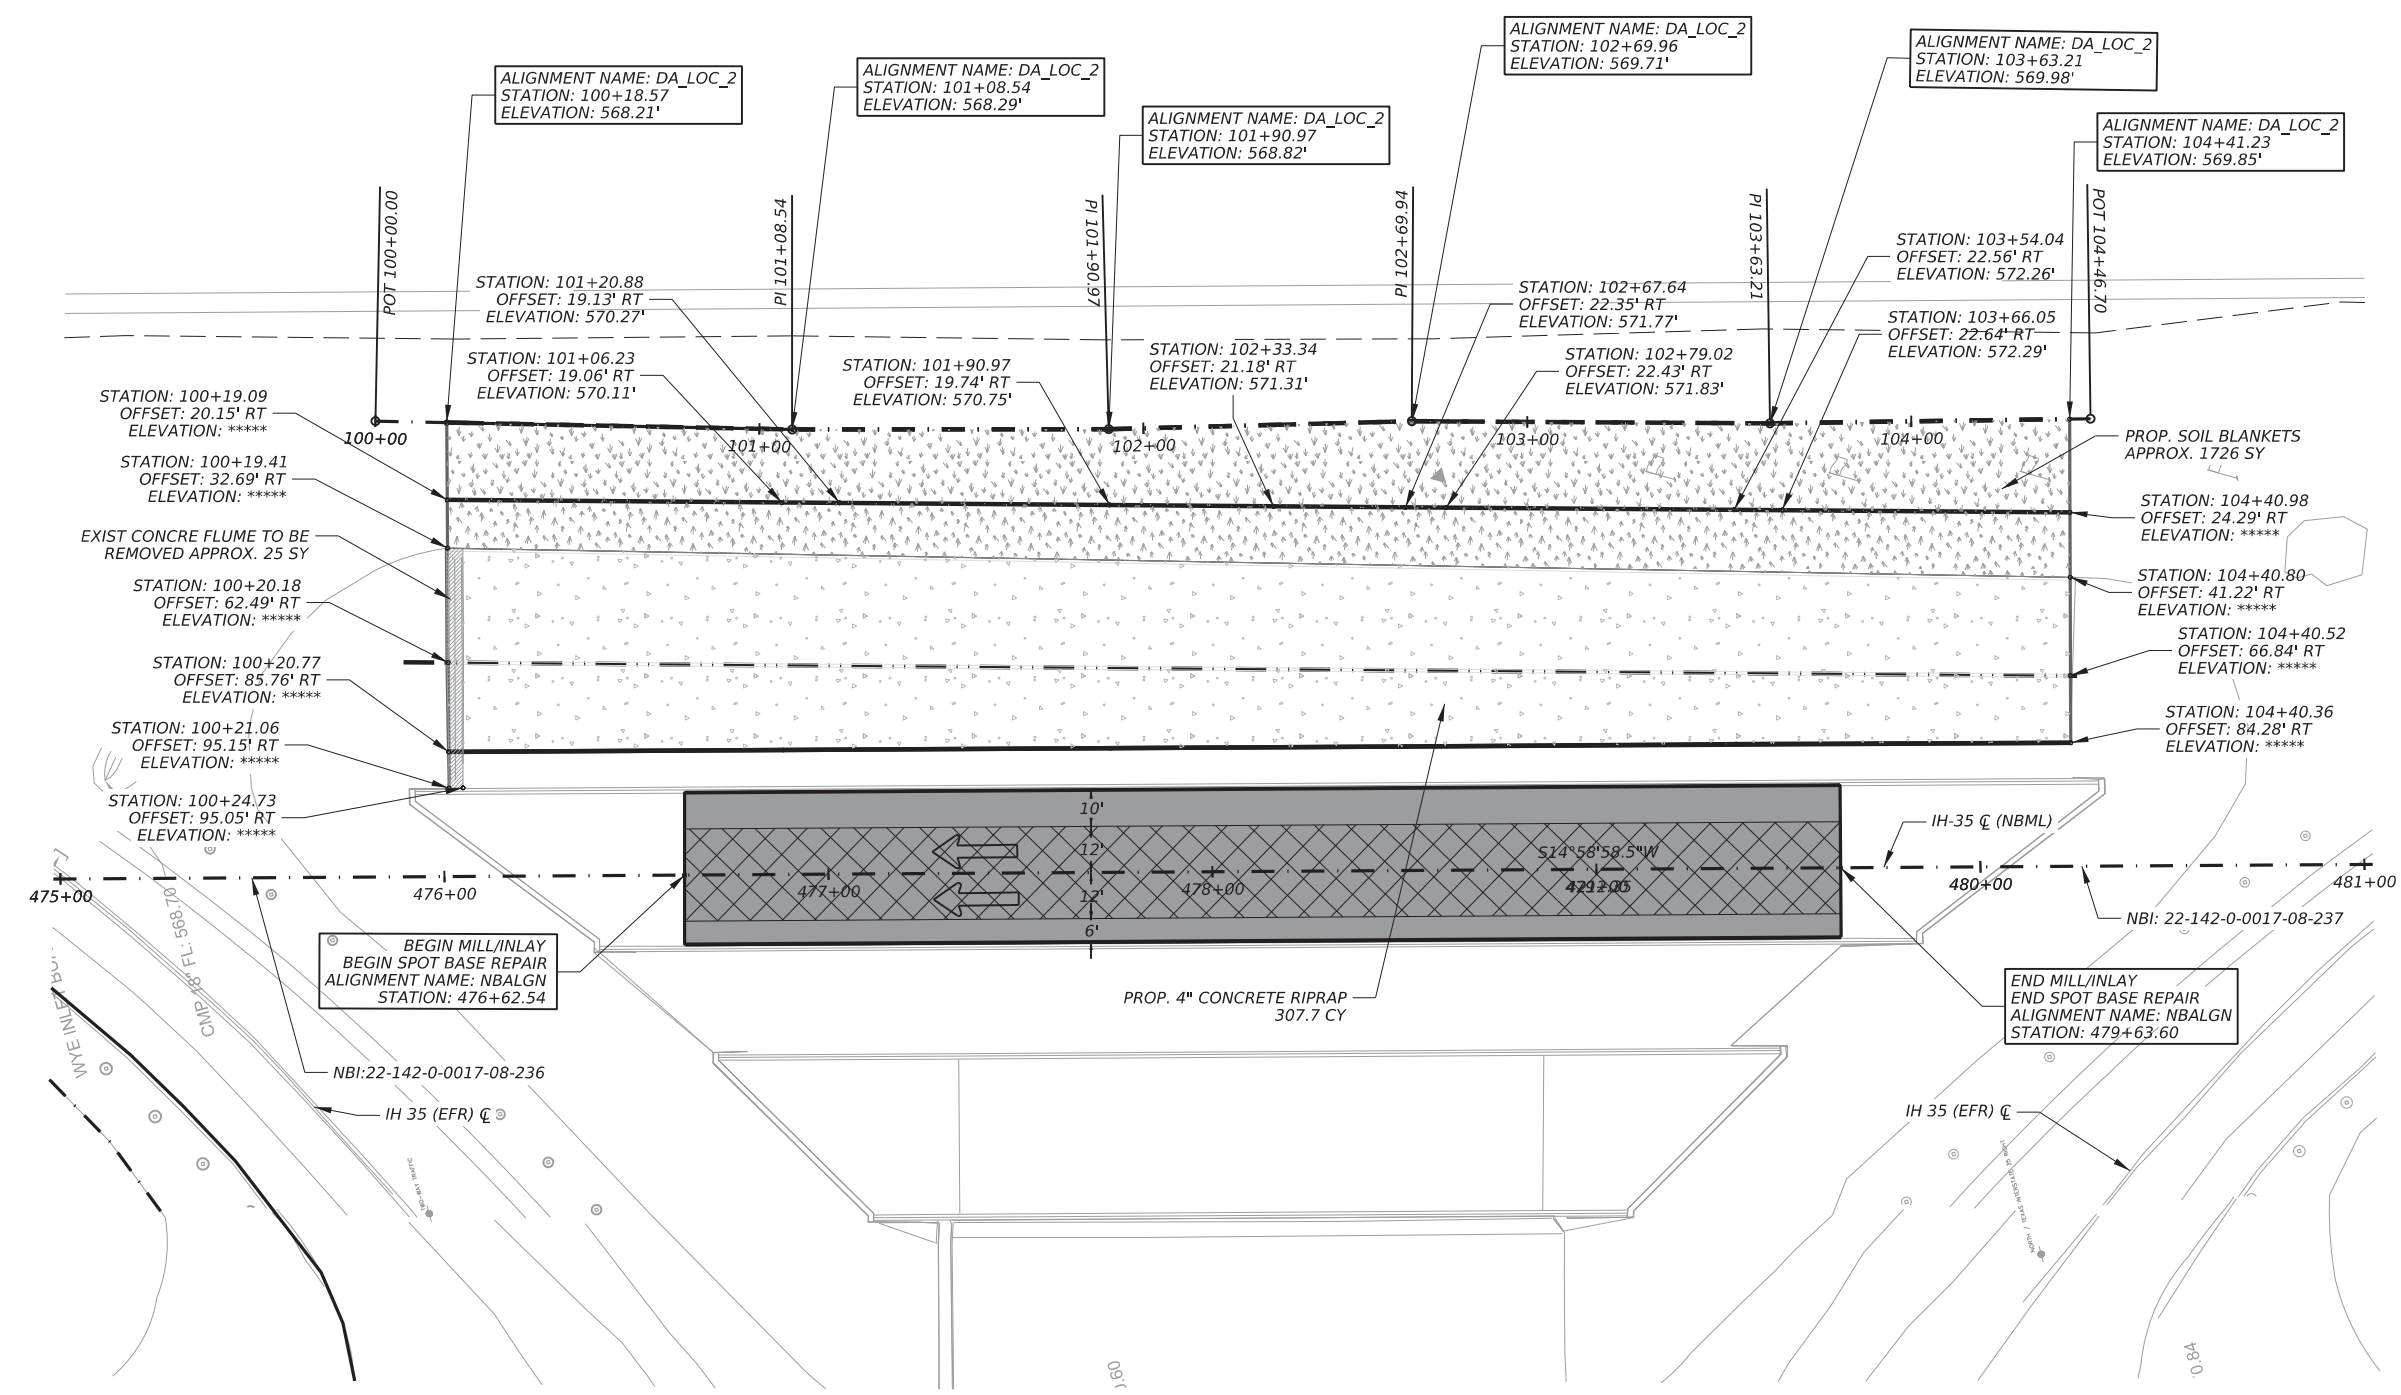 ALIGNMENT NAME: DA_LOC_2
STATION: 100+18.57
ELEVATION: 568.21'
ALIGNMENT NAME: DA_LOC_2
STATION: 101+08.54
ELEVATION: 568.29'
ALIGNMENT NAME: DA_LOC_2
STATION: 101+90.97
ELEVATION: 568.82'
ALIGNMENT NAME: DA_LOC_2
STATION: 102+69.96
ELEVATION: 569.71'
ALIGNMENT NAME: DA_LOC_2
STATION: 103+63.21
ELEVATION: 569.98'
ALIGNMENT NAME: DA_LOC_2
STATION: 104+41.23
ELEVATION: 569.85'
POT 100+00.00
PI 101+08.54
PI 101+90.97
PI 102+69.94
PI 103+63.21
POT 104+46.70
STATION: 101+20.88
OFFSET: 19.13' RT
ELEVATION: 570.27'
STATION: 101+06.23
OFFSET: 19.06' RT
ELEVATION: 570.11'
STATION: 101+90.97
OFFSET: 19.74' RT
ELEVATION: 570.75'
STATION: 102+33.34
OFFSET: 21.18' RT
ELEVATION: 571.31'
STATION: 102+67.64
OFFSET: 22.35' RT
ELEVATION: 571.77'
STATION: 102+79.02
OFFSET: 22.43' RT
ELEVATION: 571.83'
STATION: 103+54.04
OFFSET: 22.56' RT
ELEVATION: 572.26'
STATION: 103+66.05
OFFSET: 22.64' RT
ELEVATION: 572.29'
100+00
101+00
102+00
103+00
104+00
STATION: 100+19.09
OFFSET: 20.15' RT
ELEVATION: *****
STATION: 100+19.41
OFFSET: 32.69' RT
ELEVATION: *****
EXIST CONCRE FLUME TO BE
REMOVED APPROX. 25 SY
STATION: 100+20.18
OFFSET: 62.49' RT
ELEVATION: *****
STATION: 100+20.77
OFFSET: 85.76' RT
ELEVATION: *****
STATION: 100+21.06
OFFSET: 95.15' RT
ELEVATION: *****
STATION: 100+24.73
OFFSET: 95.05' RT
ELEVATION: *****
PROP. SOIL BLANKETS
APPROX. 1726 SY
STATION: 104+40.98
OFFSET: 24.29' RT
ELEVATION: *****
STATION: 104+40.80
OFFSET: 41.22' RT
ELEVATION: *****
STATION: 104+40.52
OFFSET: 66.84' RT
ELEVATION: *****
STATION: 104+40.36
OFFSET: 84.28' RT
ELEVATION: *****
10'
12'
12'
6'
S14°58'58.5"W
IH-35 ℄ (NBML)
475+00
476+00
477+00
478+00
480+00
481+00
NBI: 22-142-0-0017-08-237
BEGIN MILL/INLAY
BEGIN SPOT BASE REPAIR
ALIGNMENT NAME: NBALGN
STATION: 476+62.54
PROP. 4" CONCRETE RIPRAP
307.7 CY
END MILL/INLAY
END SPOT BASE REPAIR
ALIGNMENT NAME: NBALGN
STATION: 479+63.60
CMP 18" FL: 568.70
WYE INLET
NBI:22-142-0-0017-08-236
IH 35 (EFR) ℄
IH 35 (EFR) ℄
TWO-WAY TRAFFIC
NORTH / TEXAS INTERSTATE 35 RIGHT
0.60
0.84